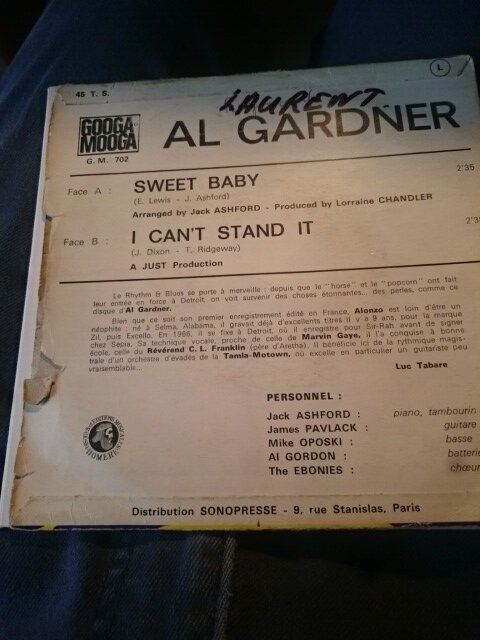 45 T. S.
L
LAURENT
GOOGA
MOOGA
G. M. 702
AL GARDNER
Face A : SWEET BABY 2'35
(E. Lewis - J. Ashford)
Arranged by Jack ASHFORD - Produced by Lorraine CHANDLER
Face B : I CAN'T STAND IT
(J. Dixon - T. Ridgeway)
A JUST Production
Le Rhythm & Blues se porte à merveille : depuis que le "horse" et le "popcorn" ont fait
leur entrée en force à Detroit, on voit survenir des choses étonnantes... des perles, comme ce
disque d'Al Gardner.
Bien que ce soit son premier enregistrement édité en France, Alonzo est loin d'être un
néophite : né à Selma, Alabama, il gravait déjà d'excellents titres il y a 9 ans, pour la marque
Zil, puis Excello. En 1966, il se fixe à Detroit, où il enregistre pour Sir-Rah avant de signer
chez Sepia. Sa technique vocale, proche de celle de Marvin Gaye, il l'a conquise à bonne
école, celle du Révérend C. L. Franklin (père d'Aretha). Il bénéficie ici de la rythmique magis-
trale d'un orchestre d'évadés de la Tamla-Motown, où excelle en particulier un guitariste peu
vraisemblable...
Luc Tabare
PERSONNEL :
Jack ASHFORD : piano, tambourin
James PAVLACK : guitare
Mike OPOSKI : basse
Al GORDON : batterie
The EBONIES : chœur
HOMERE
Distribution SONOPRESSE - 9, rue Stanislas, Paris